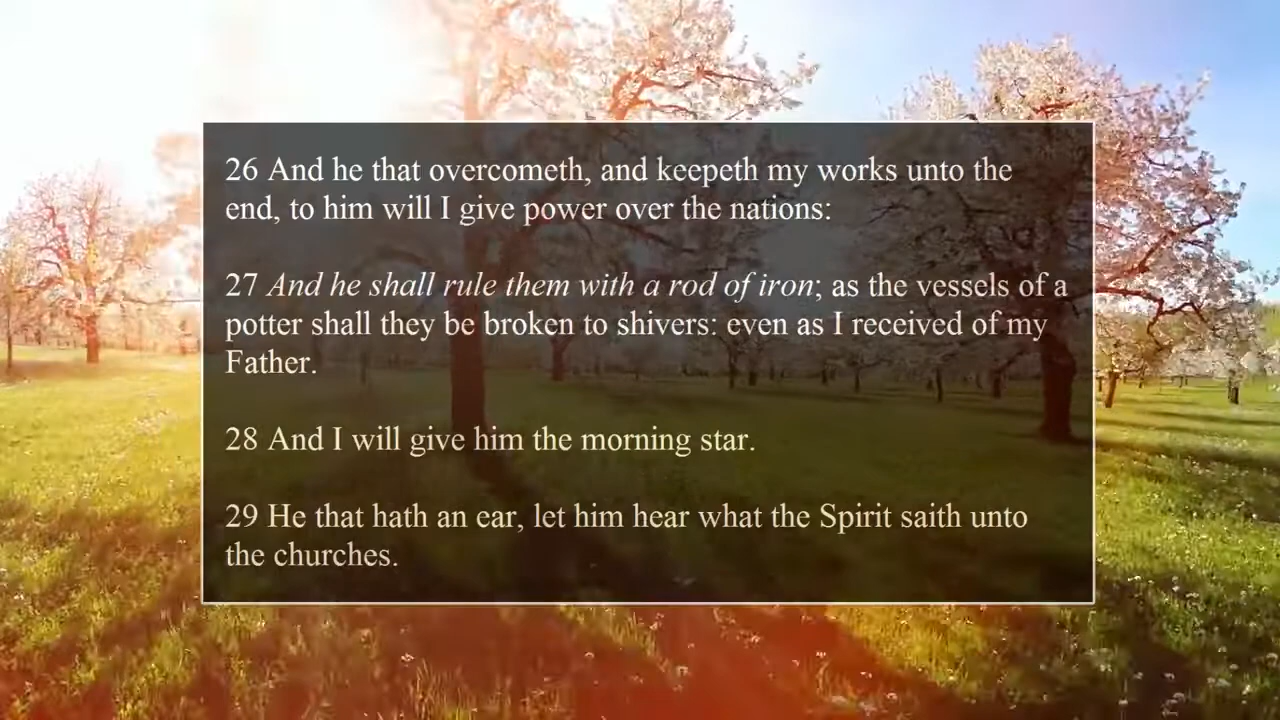 26 And he that overcometh, and keepeth my works unto the
end, to him will I give power over the nations:
27 And he shall rule them with a rod of iron; as the vessels of a
potter shall they be broken to shivers: even as I received of my
Father.
28 And I will give him the morning star.
29 He that hath an ear, let him hear what the Spirit saith unto
the churches.